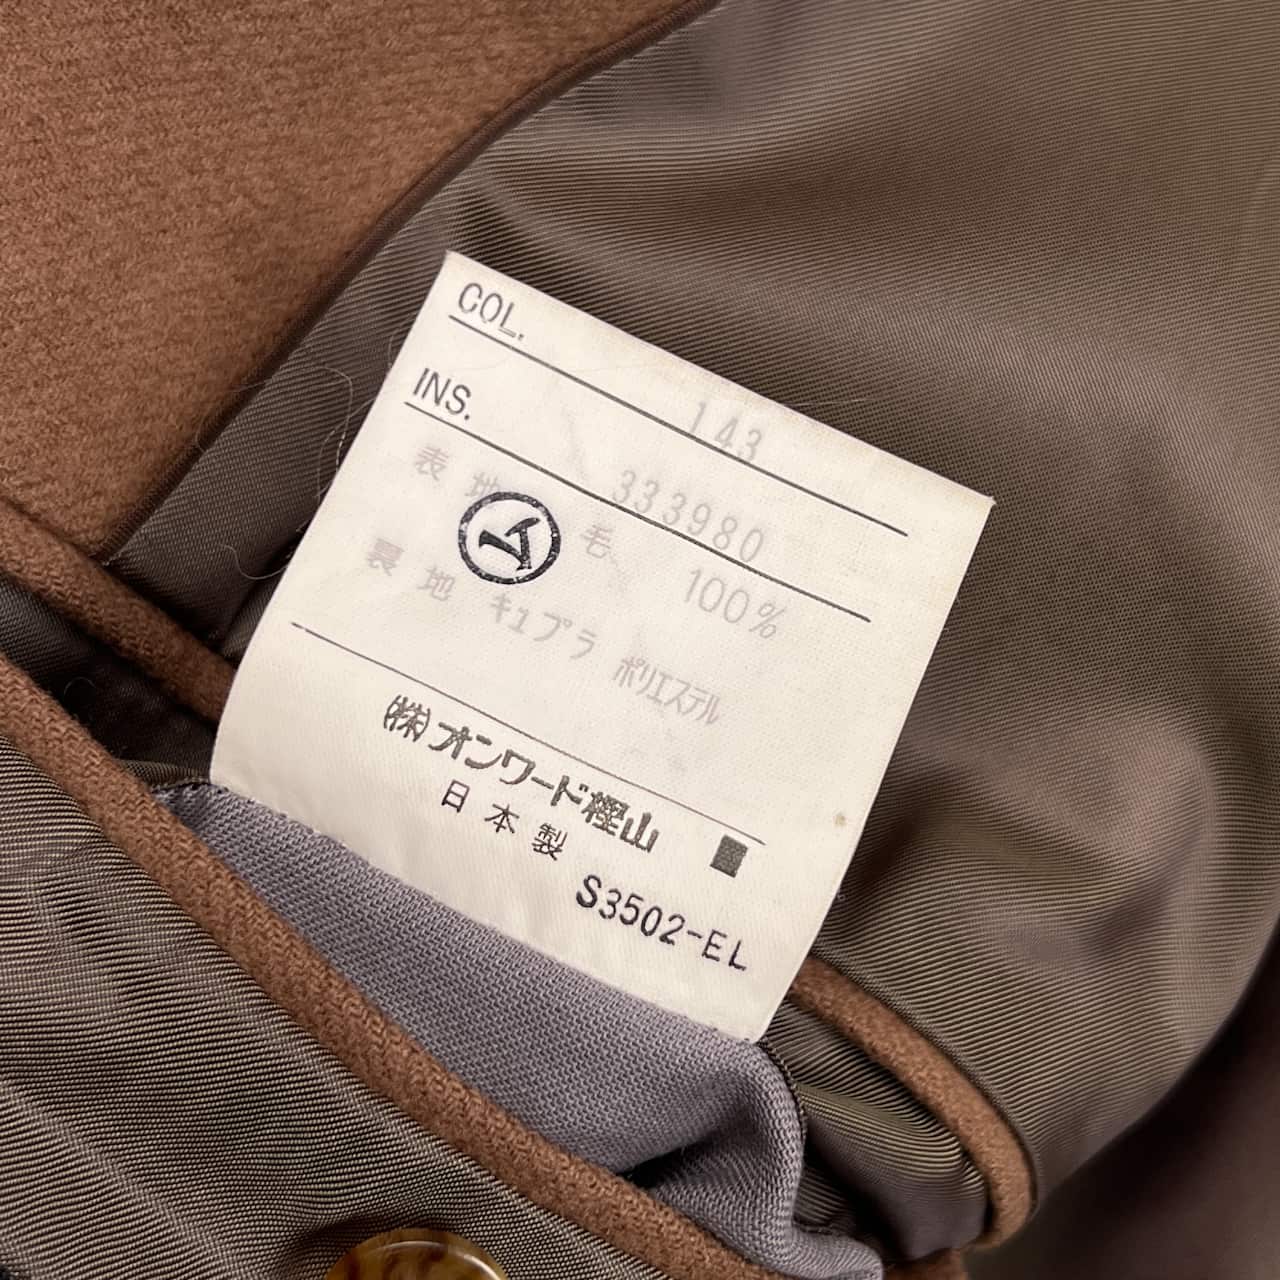 COL.
143
INS.
333980
表地 毛 100%
裏地 キュプラ ポリエステル
(株)オンワード樫山
日本製
S3502-EL